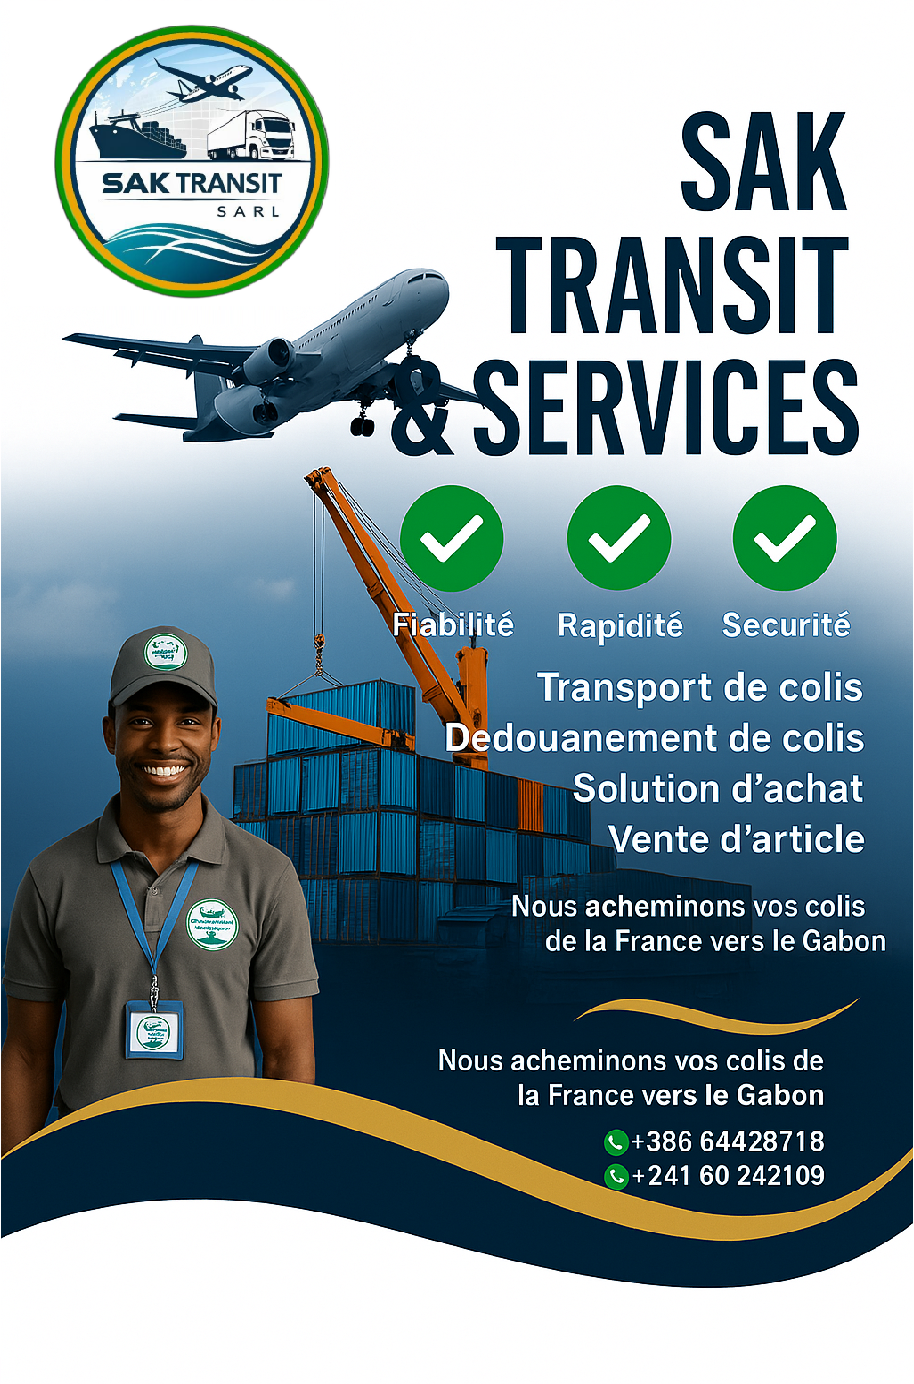 SAK TRANSIT
SARL
SAK
TRANSIT
& SERVICES
Fiabilité
Rapidité
Securité
Transport de colis
Dedouanement de colis
Solution d’achat
Vente d’article
Nous acheminons vos colis
de la France vers le Gabon
Nous acheminons vos colis de
la France vers le Gabon
+386 64428718
+241 60 242109